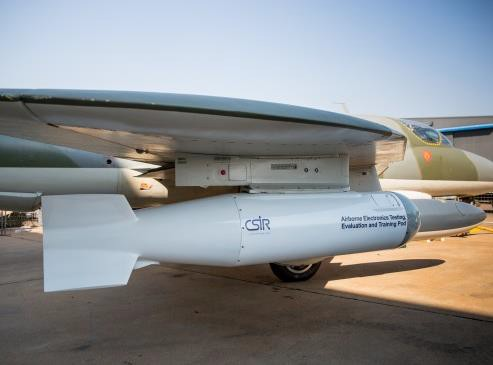 CSIR
Airborne Electronics Testing,
Evaluation and Training Pod